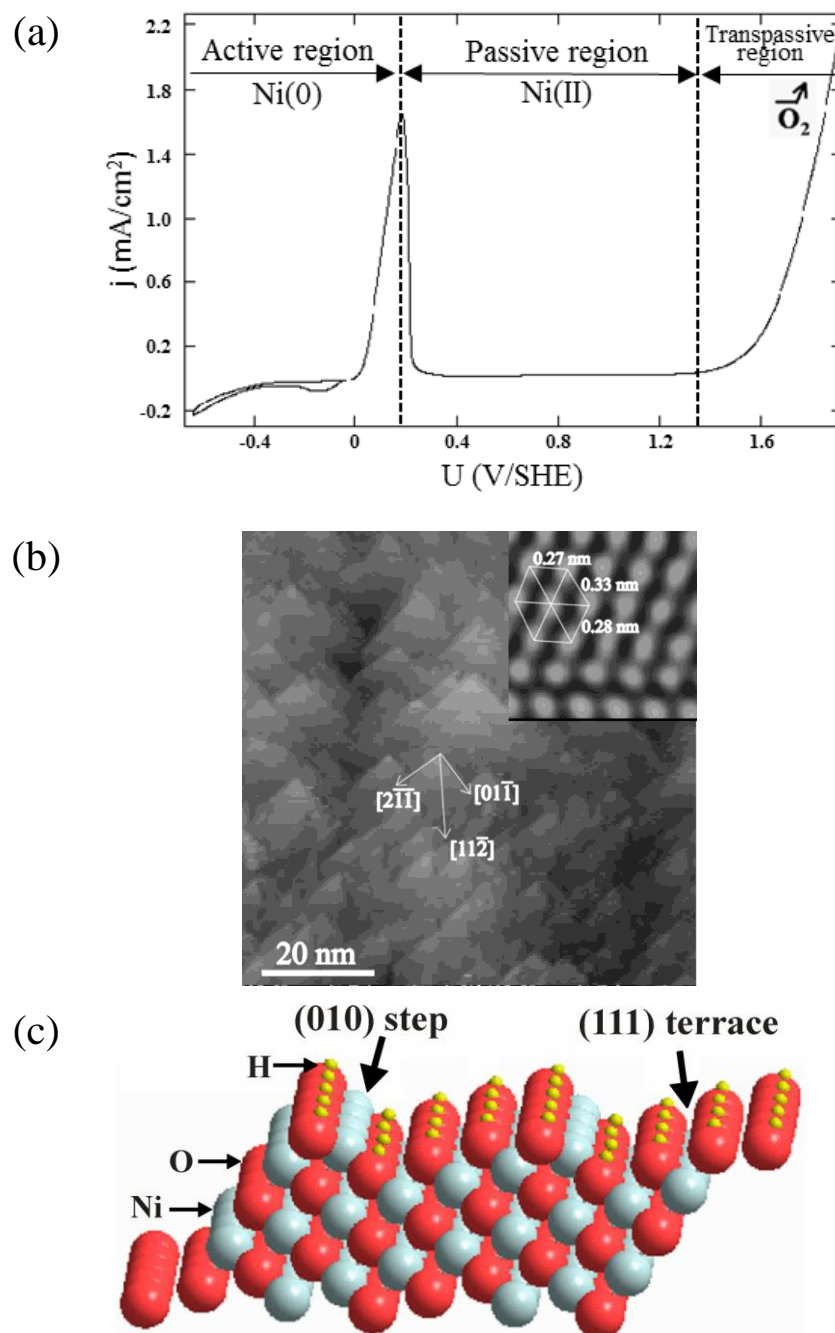 (a)
2.2
1.8
1.4
1.0
0.6
0.2
-0.2
j (mA/cm²)
Active region
Passive region
Transpassive
region
Ni(0)
Ni(II)
O₂
-0.4
0
0.4
0.8
1.2
1.6
U (V/SHE)
(b)
0.27 nm
0.33 nm
0.28 nm
[21̄1̄]
[011̄]
[112̄]
20 nm
(c)
(010) step
(111) terrace
H
O
Ni